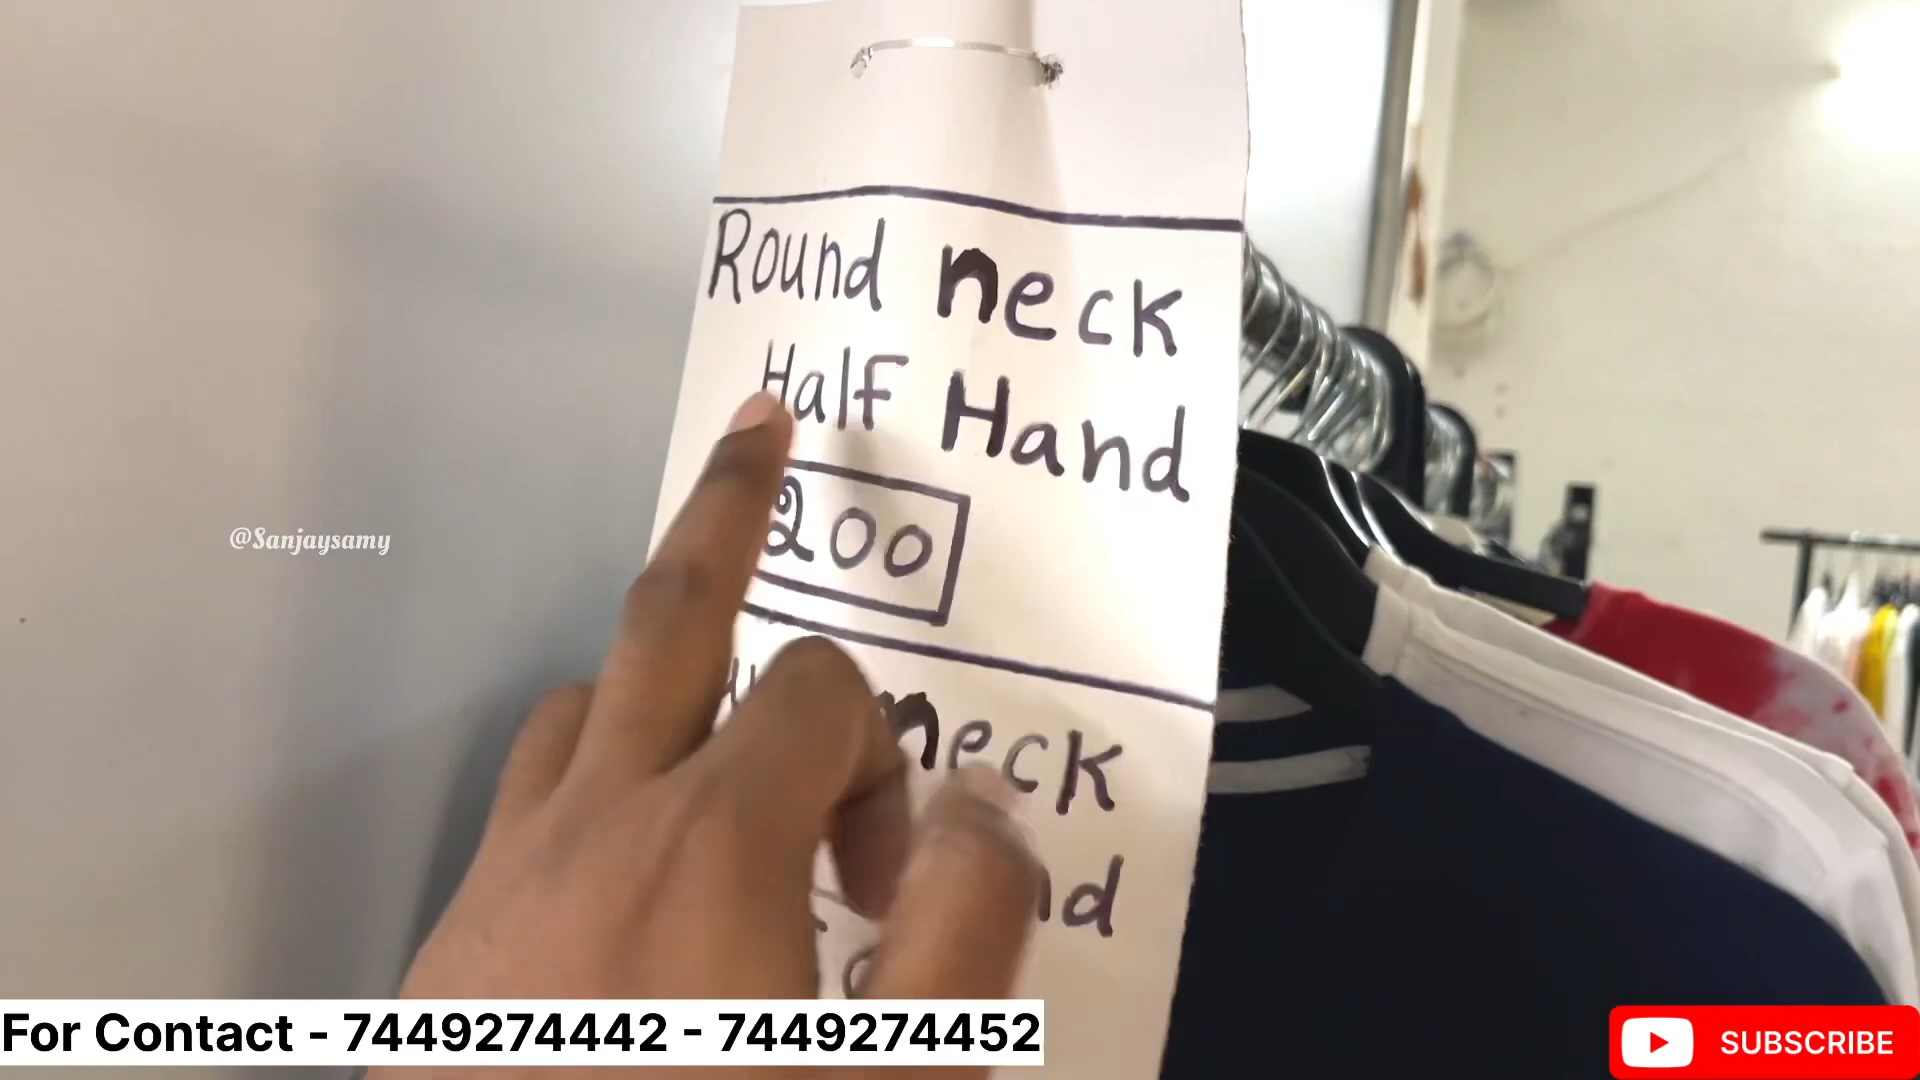 Round neck
Half Hand
200
neck
@Sanjaysamy
For Contact - 7449274442 - 7449274452
SUBSCRIBE